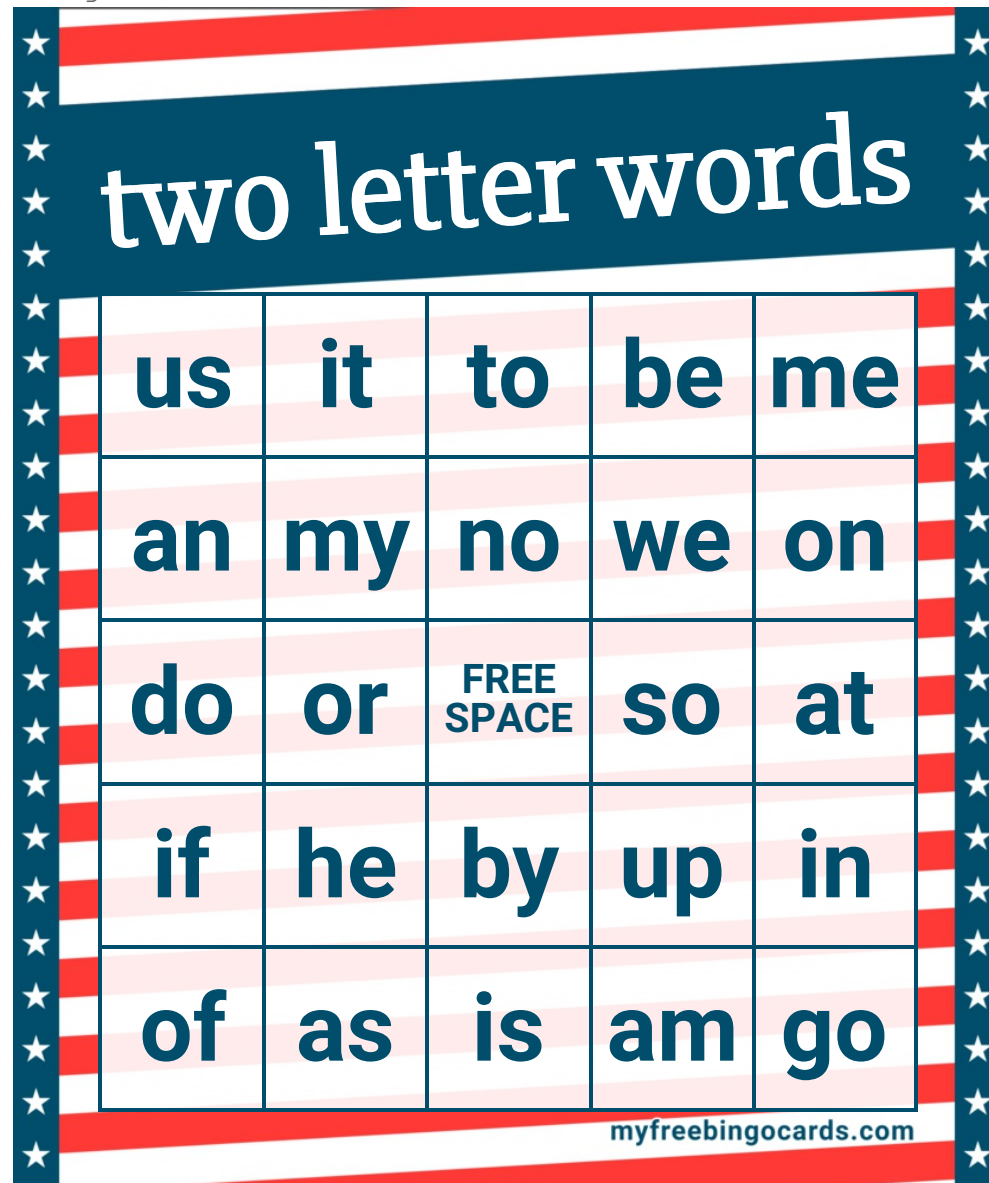 two letter words
us it to be me
an my no we on
do or FREE SPACE so at
if he by up in
of as is am go
myfreebingocards.com